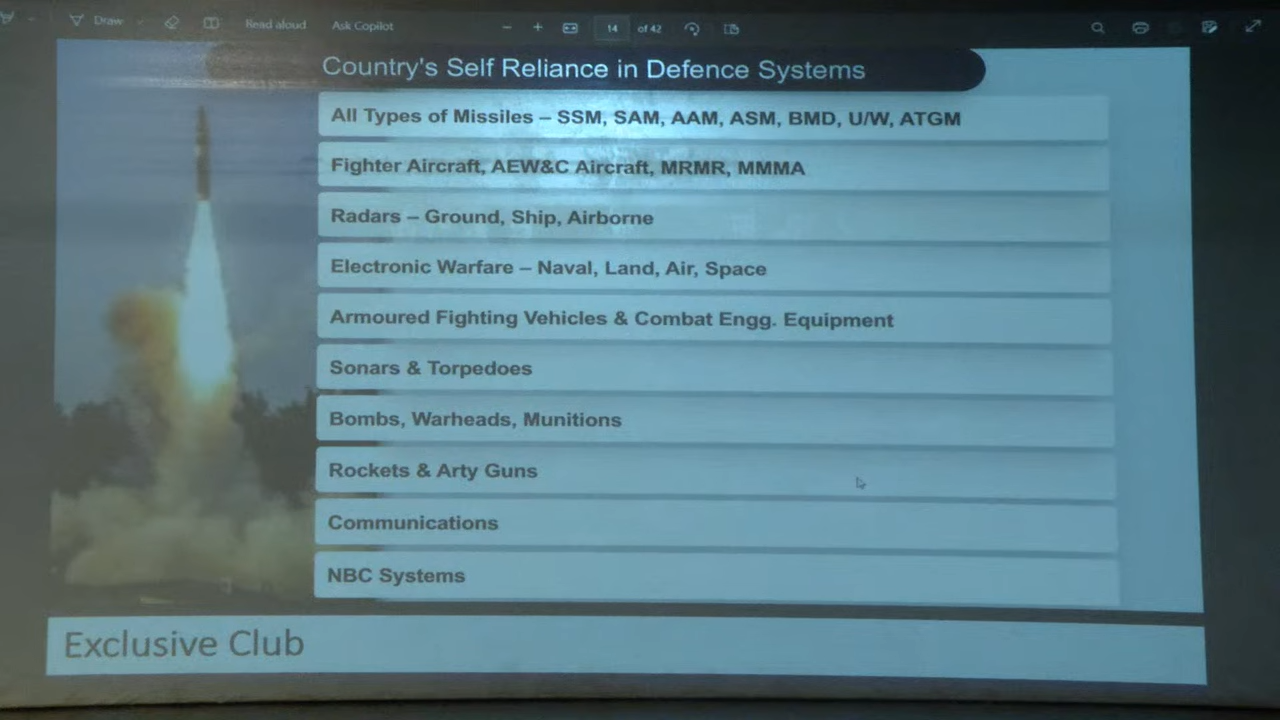 Draw
Read aloud
Ask Copilot
14 of 42
Country's Self Reliance in Defence Systems
All Types of Missiles – SSM, SAM, AAM, ASM, BMD, U/W, ATGM
Fighter Aircraft, AEW&C Aircraft, MRMR, MMMA
Radars – Ground, Ship, Airborne
Electronic Warfare – Naval, Land, Air, Space
Armoured Fighting Vehicles & Combat Engg. Equipment
Sonars & Torpedoes
Bombs, Warheads, Munitions
Rockets & Arty Guns
Communications
NBC Systems
Exclusive Club